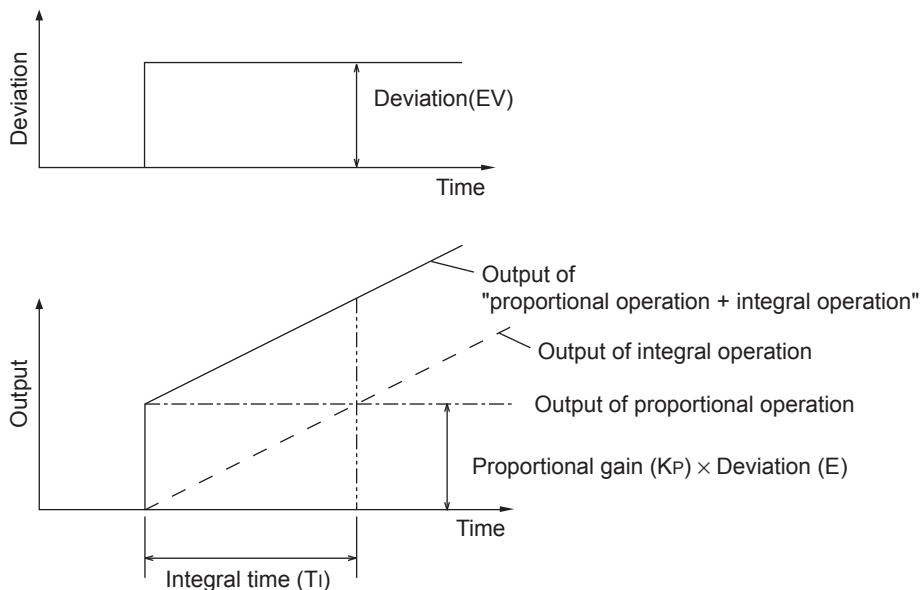 Deviation
Deviation(EV)
Time
Output of
"proportional operation + integral operation"
Output of integral operation
Output
Output of proportional operation
Proportional gain (KP) × Deviation (E)
Time
Integral time (TI)